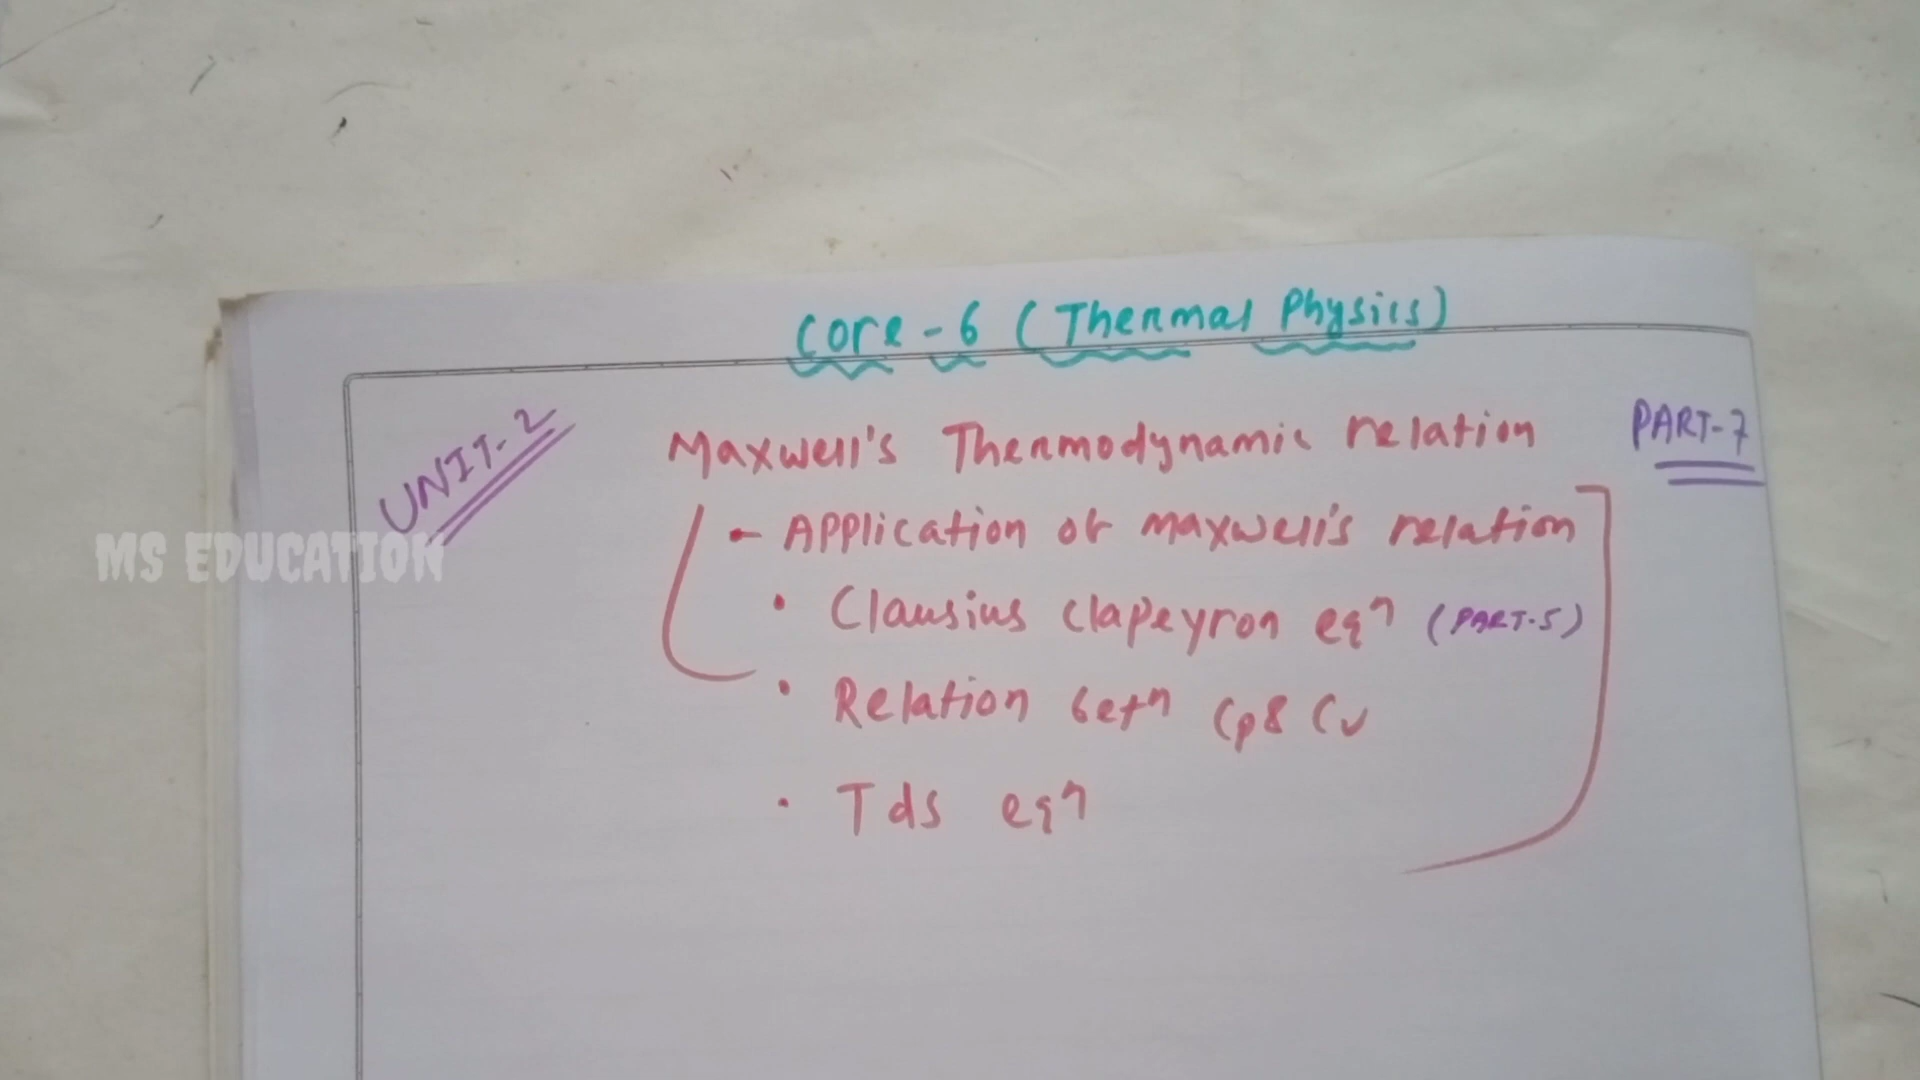 Core-6 (Thermal Physics)
UNIT-2
Maxwell's Thermodynamic relation
PART-7
- Application of maxwell's relation
MS EDUCATION
• Clausius clapeyron eqn (PART-5)
• Relation betn Cp & Cv
• Tds eqn